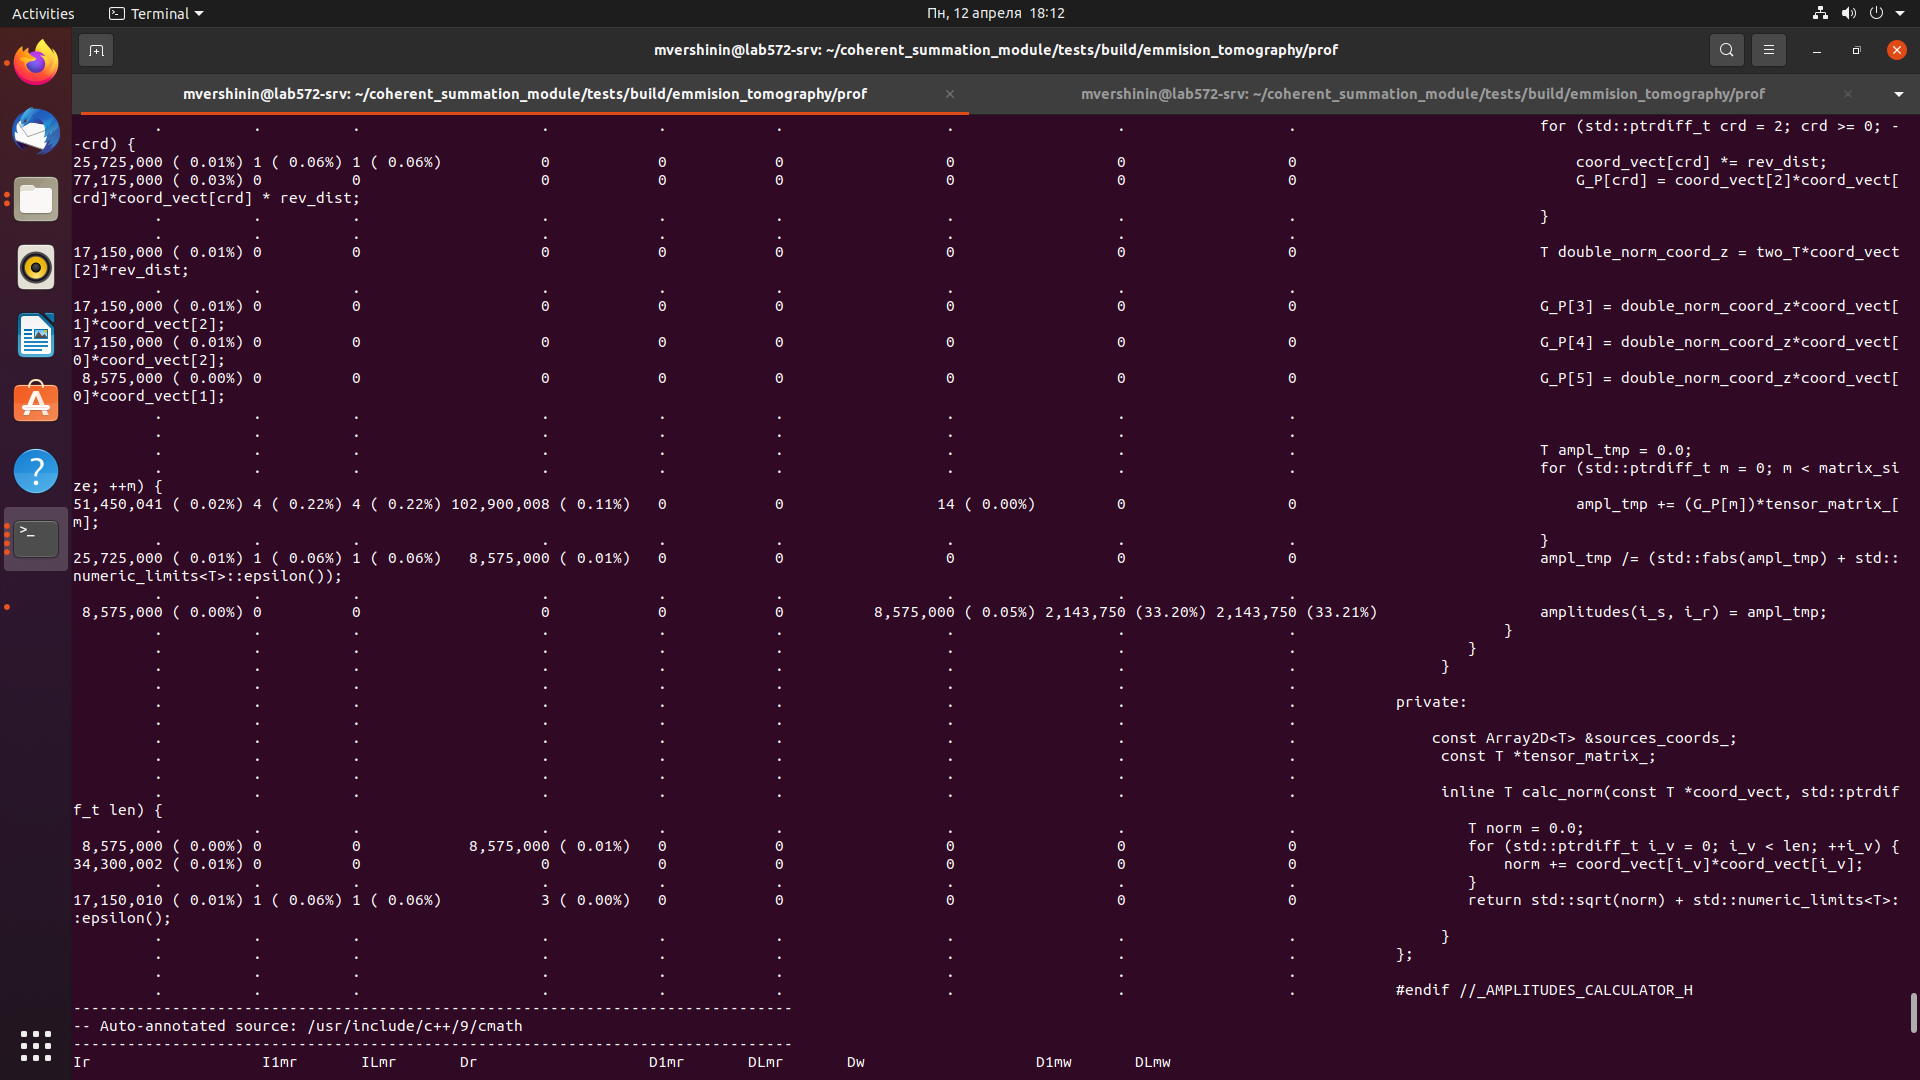 Activities Terminal Пн, 12 апреля 18:12
mvershinin@lab572-srv: ~/coherent_summation_module/tests/build/emmision_tomography/prof
mvershinin@lab572-srv: ~/coherent_summation_module/tests/build/emmision_tomography/prof mvershinin@lab572-srv: ~/coherent_summation_module/tests/build/emmision_tomography/prof
. . . . . . . . . for (std::ptrdiff_t crd = 2; crd >= 0; -
-crd) {
25,725,000 ( 0.01%) 1 ( 0.06%) 1 ( 0.06%) 0 0 0 0 0 0 coord_vect[crd] *= rev_dist;
77,175,000 ( 0.03%) 0 0 0 0 0 0 0 0 G_P[crd] = coord_vect[2]*coord_vect[
crd]*coord_vect[crd] * rev_dist;
. . . . . . . . . }
. . . . . . . . .
17,150,000 ( 0.01%) 0 0 0 0 0 0 0 0 T double_norm_coord_z = two_T*coord_vect
[2]*rev_dist;
. . . . . . . . .
17,150,000 ( 0.01%) 0 0 0 0 0 0 0 0 G_P[3] = double_norm_coord_z*coord_vect[
1]*coord_vect[2];
17,150,000 ( 0.01%) 0 0 0 0 0 0 0 0 G_P[4] = double_norm_coord_z*coord_vect[
0]*coord_vect[2];
8,575,000 ( 0.00%) 0 0 0 0 0 0 0 0 G_P[5] = double_norm_coord_z*coord_vect[
0]*coord_vect[1];
. . . . . . . . .
. . . . . . . . .
. . . . . . . . . T ampl_tmp = 0.0;
. . . . . . . . . for (std::ptrdiff_t m = 0; m < matrix_si
ze; ++m) {
51,450,041 ( 0.02%) 4 ( 0.22%) 4 ( 0.22%) 102,900,008 ( 0.11%) 0 0 14 ( 0.00%) 0 0 ampl_tmp += (G_P[m])*tensor_matrix_[
m];
. . . . . . . . . }
25,725,000 ( 0.01%) 1 ( 0.06%) 1 ( 0.06%) 8,575,000 ( 0.01%) 0 0 0 0 0 ampl_tmp /= (std::fabs(ampl_tmp) + std::
numeric_limits<T>::epsilon());
. . . . . . . . .
8,575,000 ( 0.00%) 0 0 0 0 0 8,575,000 ( 0.05%) 2,143,750 (33.20%) 2,143,750 (33.21%) amplitudes(i_s, i_r) = ampl_tmp;
. . . . . . . . . }
. . . . . . . . . }
. . . . . . . . . }
. . . . . . . . .
. . . . . . . . . private:
. . . . . . . . .
. . . . . . . . . const Array2D<T> &sources_coords_;
. . . . . . . . . const T *tensor_matrix_;
. . . . . . . . .
. . . . . . . . . inline T calc_norm(const T *coord_vect, std::ptrdif
f_t len) {
. . . . . . . . . T norm = 0.0;
8,575,000 ( 0.00%) 0 0 8,575,000 ( 0.01%) 0 0 0 0 0 for (std::ptrdiff_t i_v = 0; i_v < len; ++i_v) {
34,300,002 ( 0.01%) 0 0 0 0 0 0 0 0 norm += coord_vect[i_v]*coord_vect[i_v];
. . . . . . . . . }
17,150,010 ( 0.01%) 1 ( 0.06%) 1 ( 0.06%) 3 ( 0.00%) 0 0 0 0 0 return std::sqrt(norm) + std::numeric_limits<T>:
:epsilon();
. . . . . . . . . }
. . . . . . . . . };
. . . . . . . . .
. . . . . . . . . #endif //_AMPLITUDES_CALCULATOR_H
--------------------------------------------------------------------------------
-- Auto-annotated source: /usr/include/c++/9/cmath
--------------------------------------------------------------------------------
Ir I1mr ILmr Dr D1mr DLmr Dw D1mw DLmw